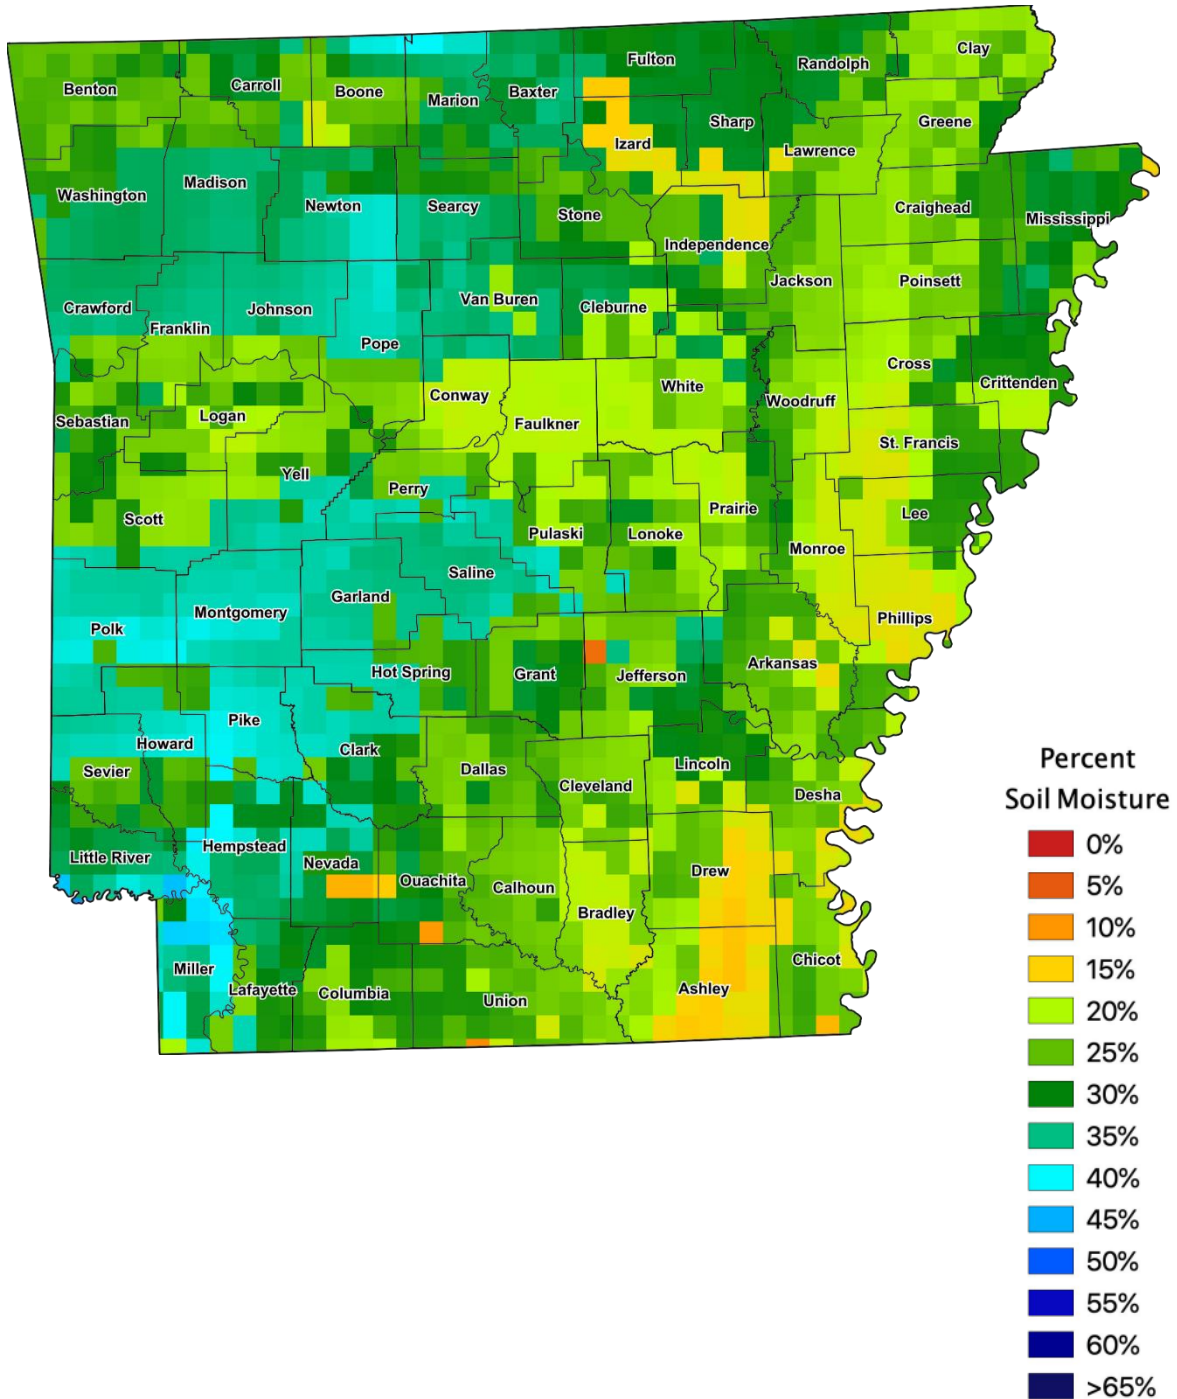 Clay
Fulton
Randolph
Carroll
Benton
Boone
Marion
Baxter
Sharp
Greene
Izard
Lawrence
Madison
Washington
Newton
Searcy
Stone
Craighead
Mississippi
Independence
Jackson
Poinsett
Van Buren
Crawford
Johnson
Cleburne
Franklin
Pope
Cross
Crittenden
White
Conway
Woodruff
Logan
Sebastian
Faulkner
St. Francis
Yell
Perry
Prairie
Lee
Scott
Pulaski
Lonoke
Monroe
Saline
Garland
Montgomery
Phillips
Polk
Arkansas
Hot Spring
Grant
Jefferson
Pike
Howard
Clark
Lincoln
Sevier
Dallas
Cleveland
Desha
Hempstead
Little River
Nevada
Drew
Ouachita
Calhoun
Bradley
Chicot
Miller
Lafayette
Columbia
Ashley
Union
Percent
Soil Moisture
0%
5%
10%
15%
20%
25%
30%
35%
40%
45%
50%
55%
60%
>65%